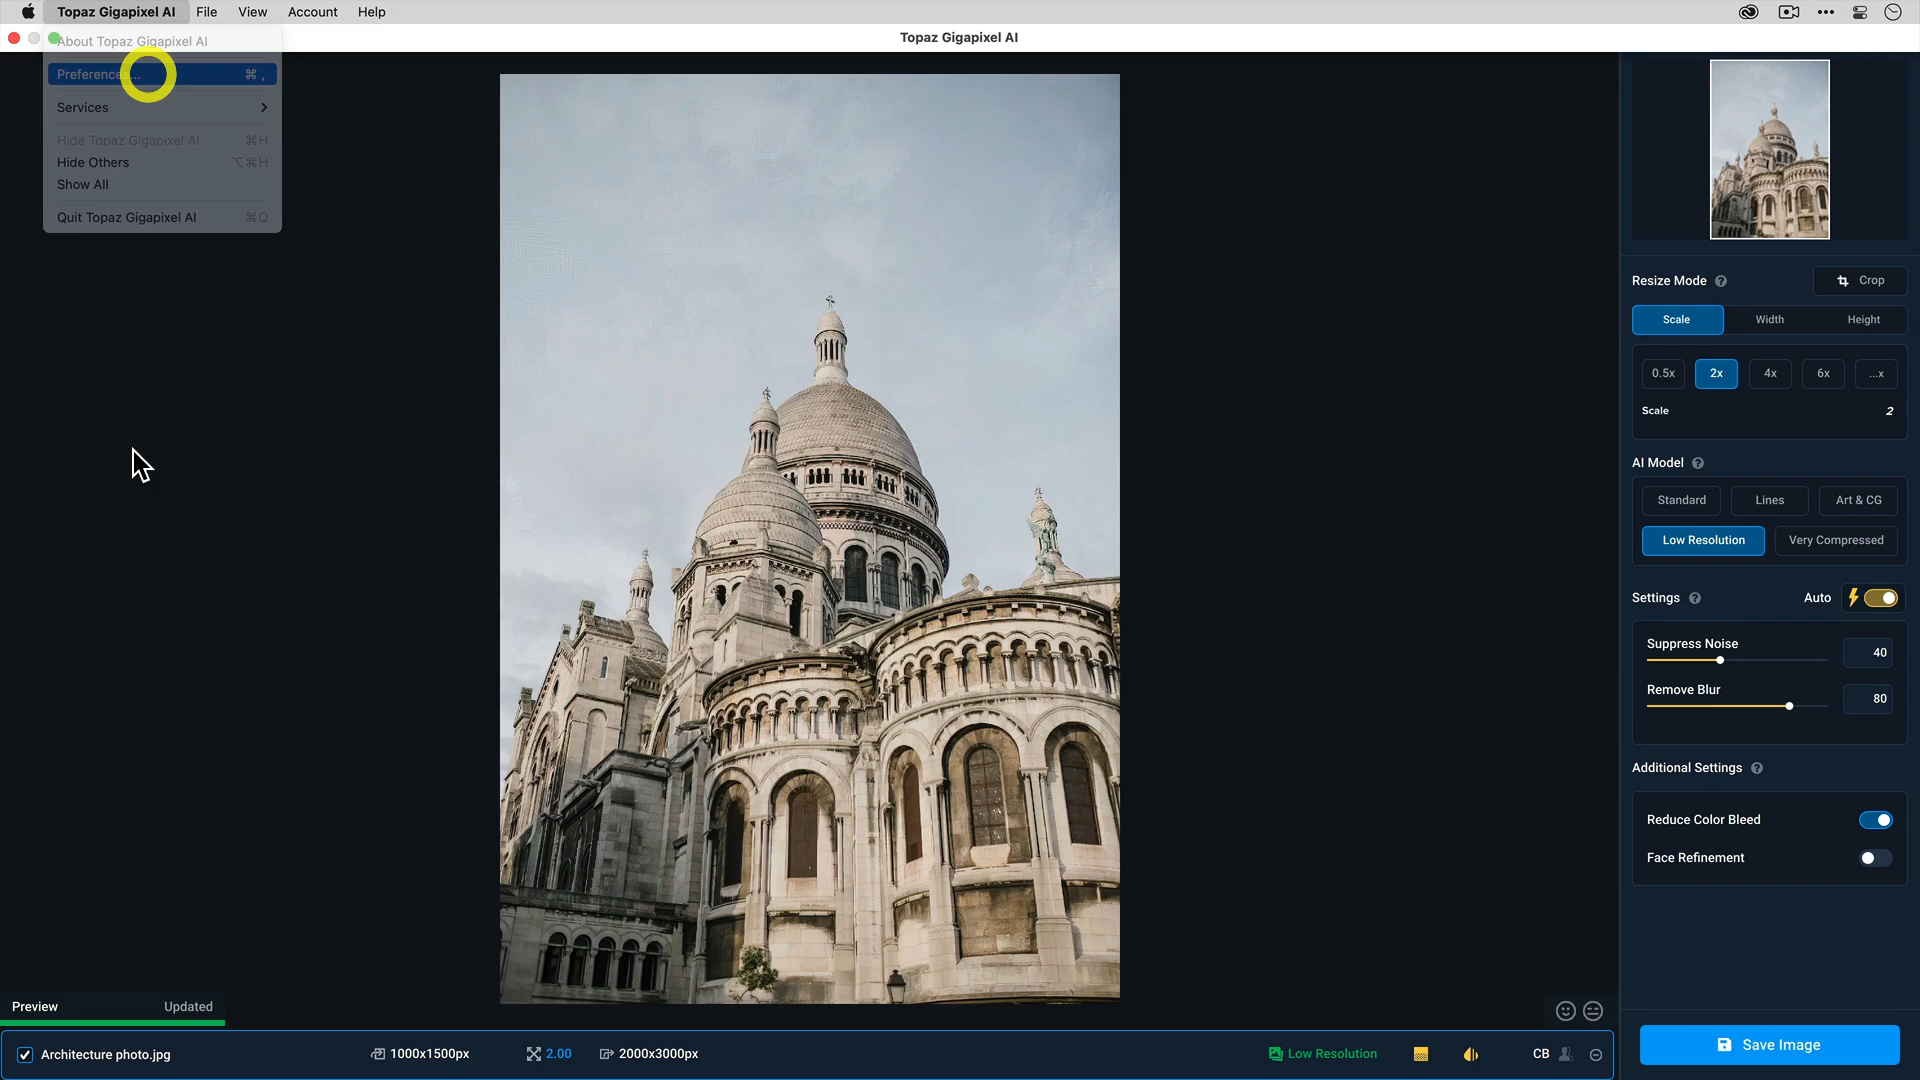 Topaz Gigapixel AI File View Account Help
Topaz Gigapixel AI
About Topaz Gigapixel AI
Preferences... ⌘ ,
Services
Hide Topaz Gigapixel AI ⌘H
Hide Others ⌥⌘H
Show All
Quit Topaz Gigapixel AI ⌘Q
Resize Mode ? Crop
Scale Width Height
0.5x 2x 4x 6x ...x
Scale 2
AI Model ?
Standard Lines Art & CG
Low Resolution Very Compressed
Settings ? Auto
Suppress Noise 40
Remove Blur 80
Additional Settings ?
Reduce Color Bleed
Face Refinement
Preview Updated
Architecture photo.jpg 1000x1500px 2.00 2000x3000px Low Resolution CB
Save Image